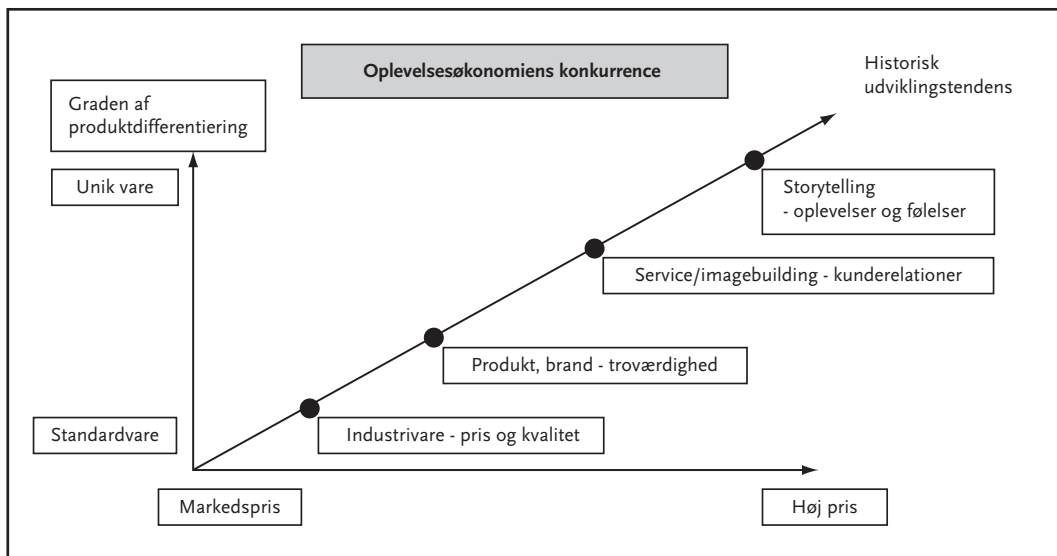 Oplevelsesøkonomiens konkurrence
Historisk
udviklingstendens
Graden af
produktdifferentiering
Unik vare
Storytelling
- oplevelser og følelser
Service/imagebuilding - kunderelationer
Produkt, brand - troværdighed
Standardvare
Industrivare - pris og kvalitet
Markedspris
Høj pris